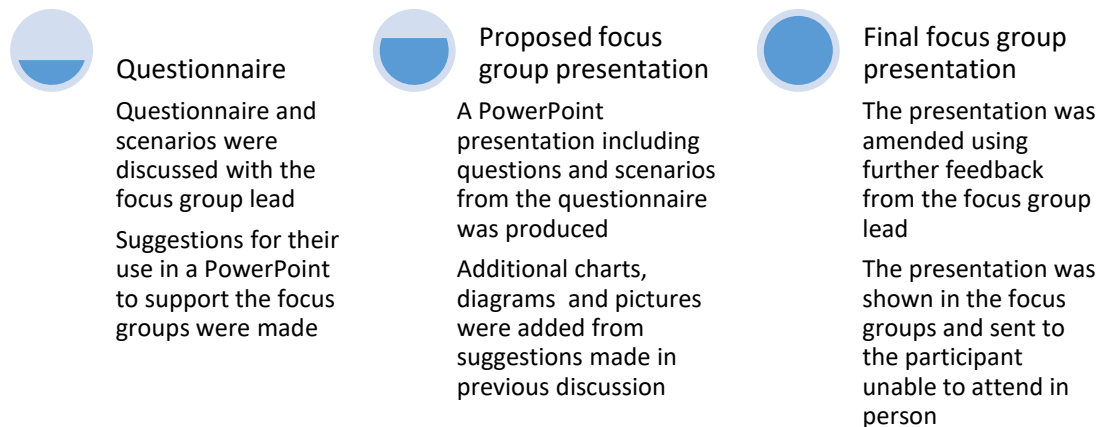 Questionnaire
Questionnaire and
scenarios were
discussed with the
focus group lead
Suggestions for their
use in a PowerPoint
to support the focus
groups were made
Proposed focus
group presentation
A PowerPoint
presentation including
questions and scenarios
from the questionnaire
was produced
Additional charts,
diagrams and pictures
were added from
suggestions made in
previous discussion
Final focus group
presentation
The presentation was
amended using
further feedback
from the focus group
lead
The presentation was
shown in the focus
groups and sent to
the participant
unable to attend in
person